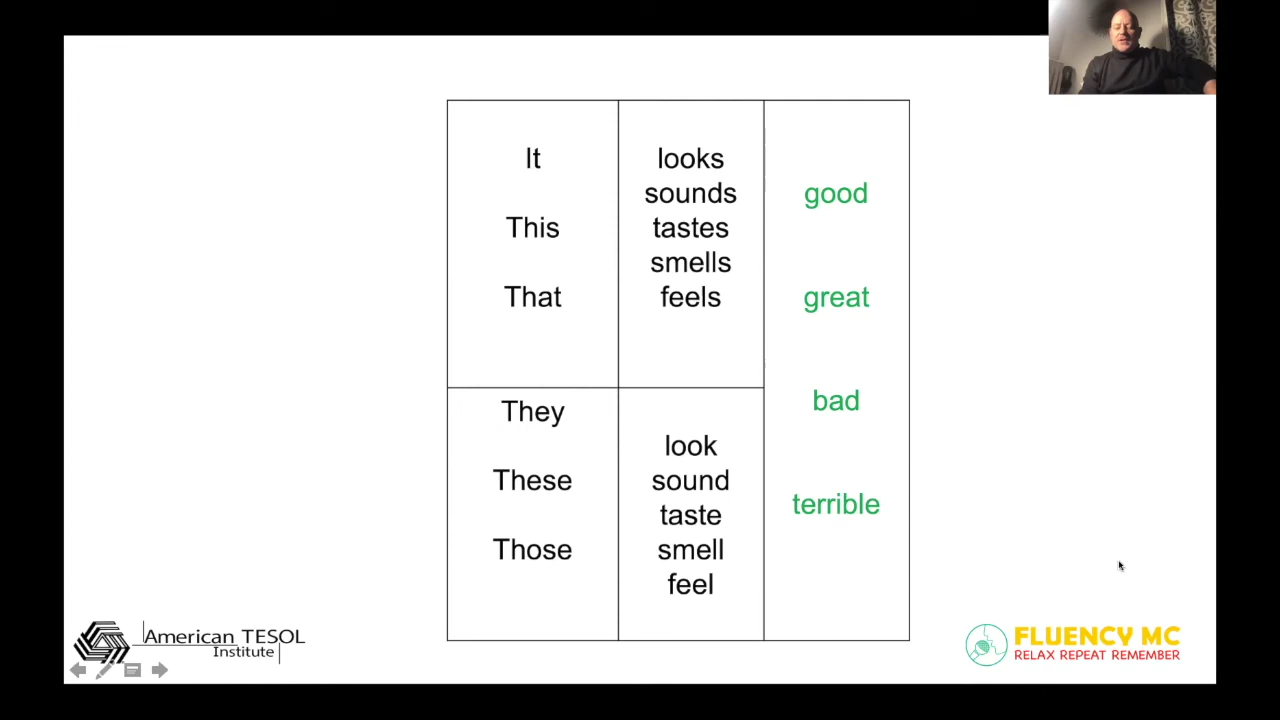 It
This
That
looks
sounds
tastes
smells
feels
good
great
bad
terrible
They
These
Those
look
sound
taste
smell
feel
American TESOL
Institute
FLUENCY MC
RELAX REPEAT REMEMBER